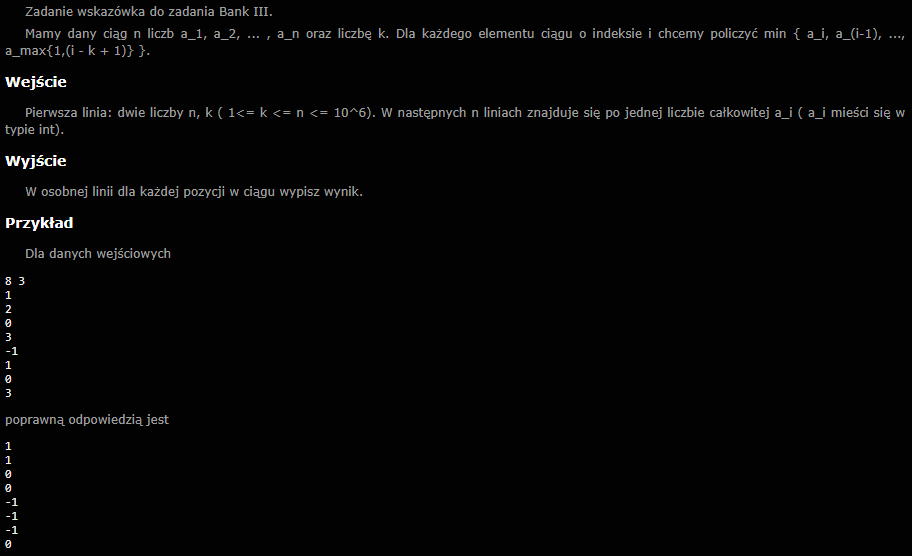 Zadanie wskazówka do zadania Bank III.
Mamy dany ciąg n liczb a_1, a_2, ... , a_n oraz liczbę k. Dla każdego elementu ciągu o indeksie i chcemy policzyć min { a_i, a_(i-1), ...,
a_max{1,(i - k + 1)} }.
Wejście
Pierwsza linia: dwie liczby n, k ( 1<= k <= n <= 10^6). W następnych n liniach znajduje się po jednej liczbie całkowitej a_i ( a_i mieści się w
typie int).
Wyjście
W osobnej linii dla każdej pozycji w ciągu wypisz wynik.
Przykład
Dla danych wejściowych
8 3
1
2
0
3
-1
1
0
3
poprawną odpowiedzią jest
1
1
0
0
-1
-1
-1
0